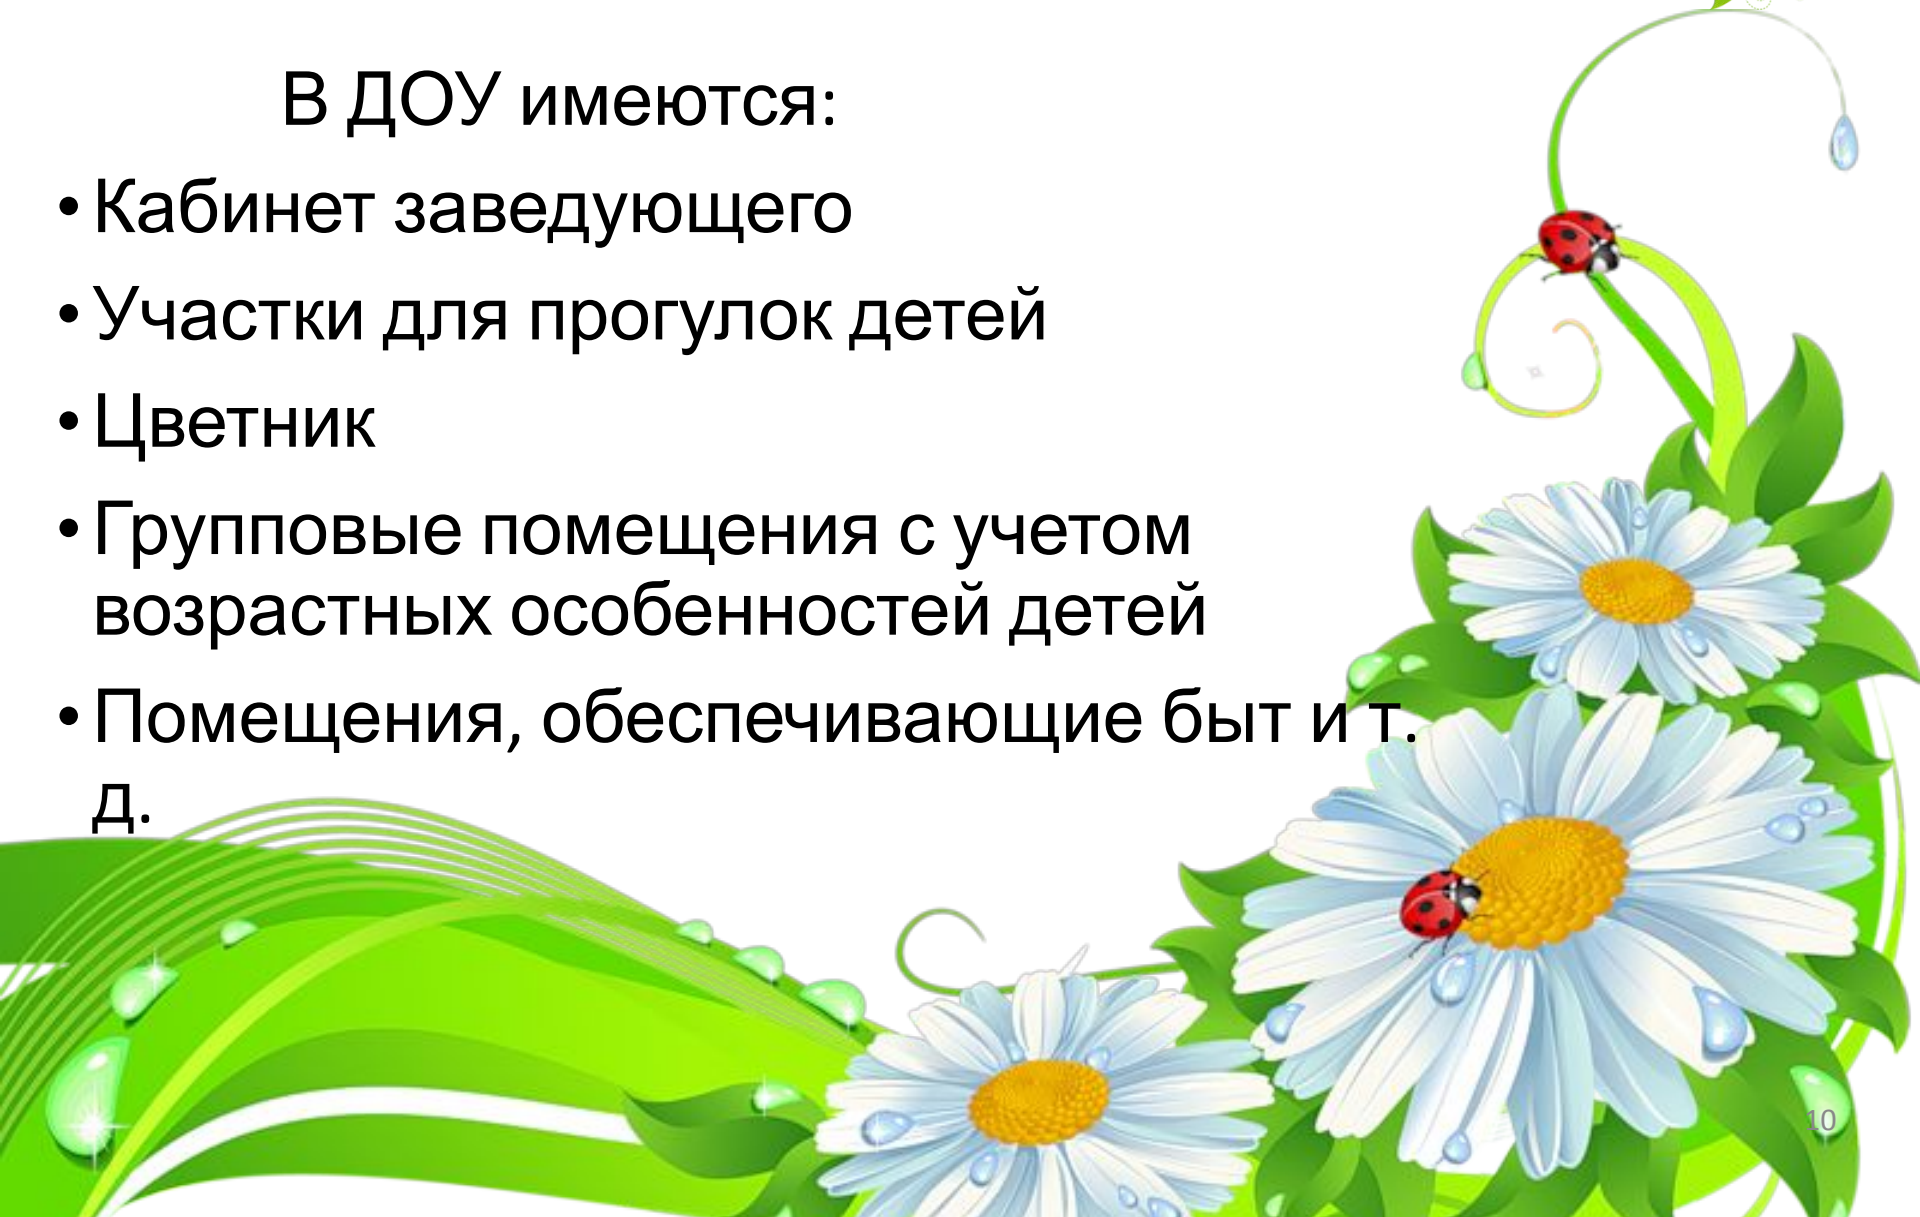 В ДОУ имеются:
• Кабинет заведующего
• Участки для прогулок детей
• Цветник
• Групповые помещения с учетом
возрастных особенностей детей
• Помещения, обеспечивающие быт и т.
д.
10